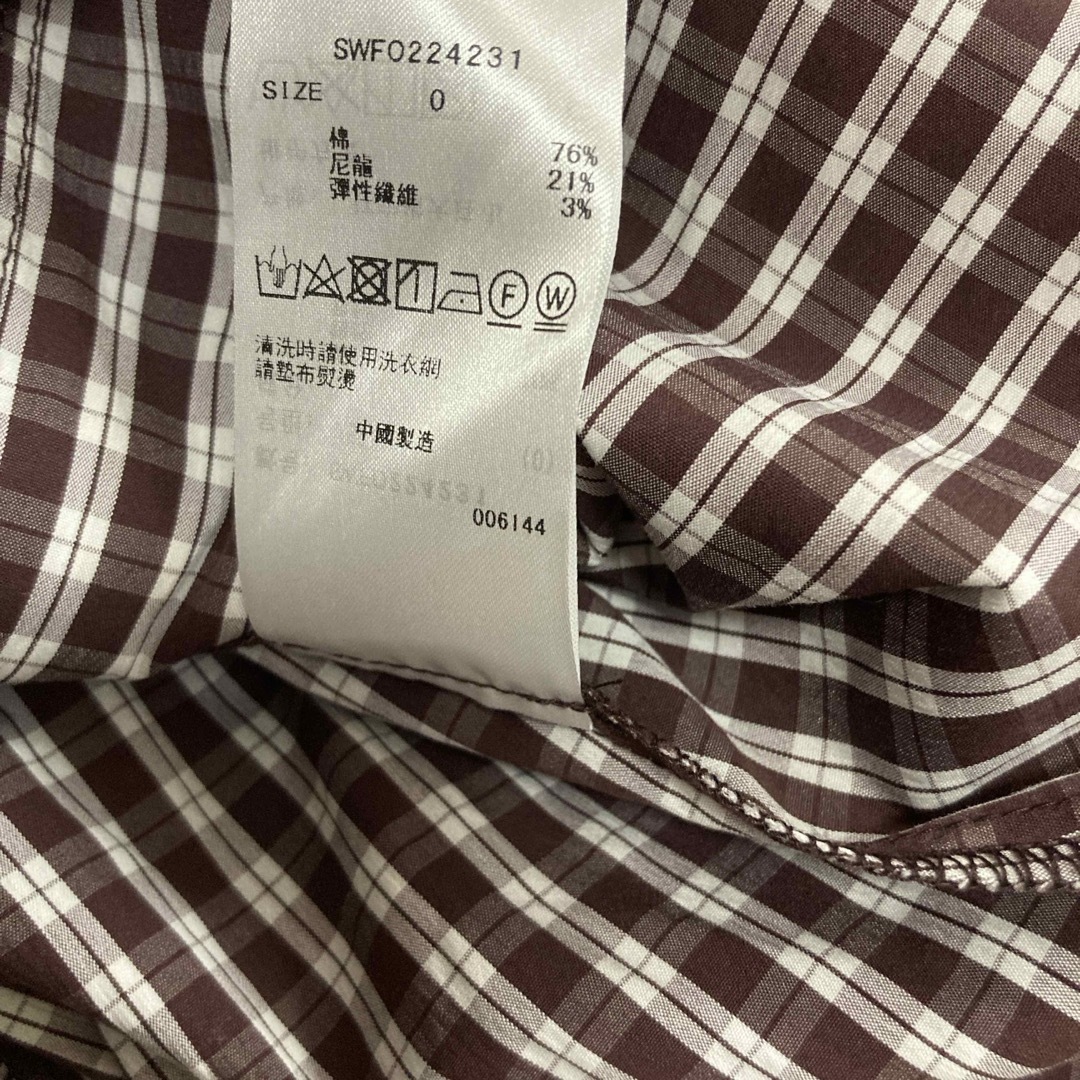 SWF0224231
SIZE 0
棉 76%
尼龍 21%
彈性纖維 3%
F W
清洗時請使用洗衣網
請墊布熨燙
中國製造
006144